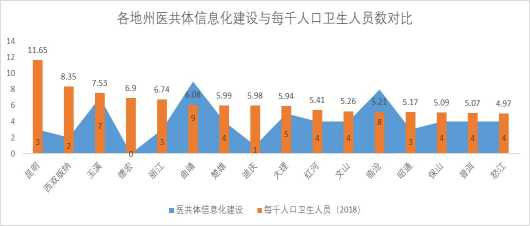 各地州医共体信息化建设与每千人口卫生人员数对比
14
12
10
8
6
4
2
0
11.65 8.35 7.53 6.9 6.74 6.08 5.99 5.98 5.94 5.41 5.26 5.21 5.17 5.09 5.07 4.97
3 2 7 0 3 9 4 1 5 4 4 8 3 4 4 4
昆明 西双版纳 玉溪 德宏 丽江 曲靖 楚雄 迪庆 大理 红河 文山 临沧 昭通 保山 普洱 怒江
医共体信息化建设 每千人口卫生人员（2018）